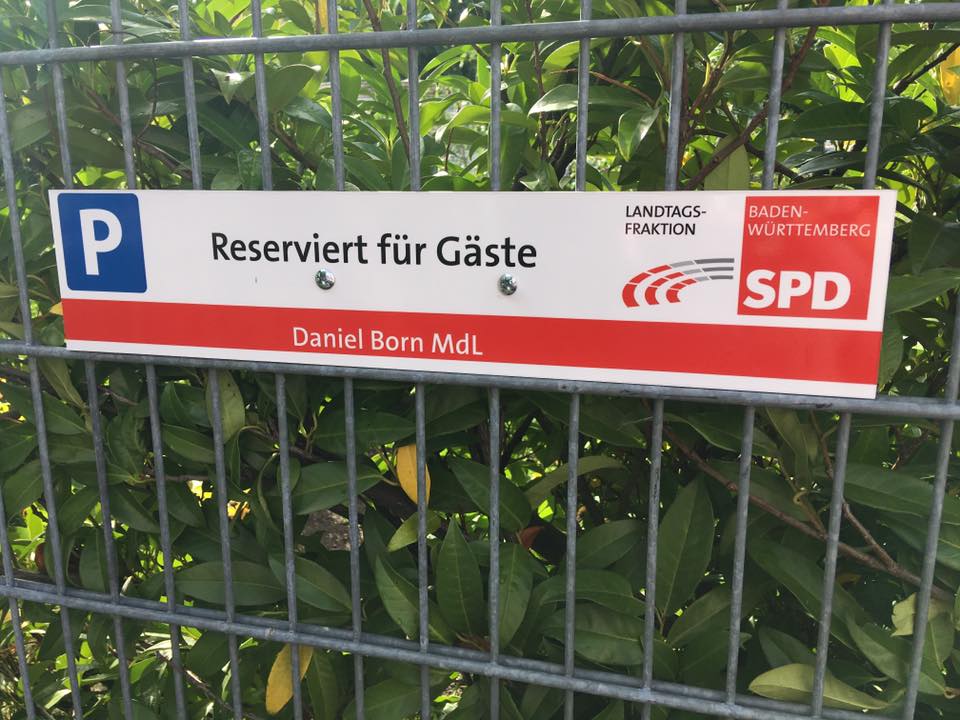 P
Reserviert für Gäste
LANDTAGS-
FRAKTION
BADEN-
WÜRTTEMBERG
SPD
Daniel Born MdL